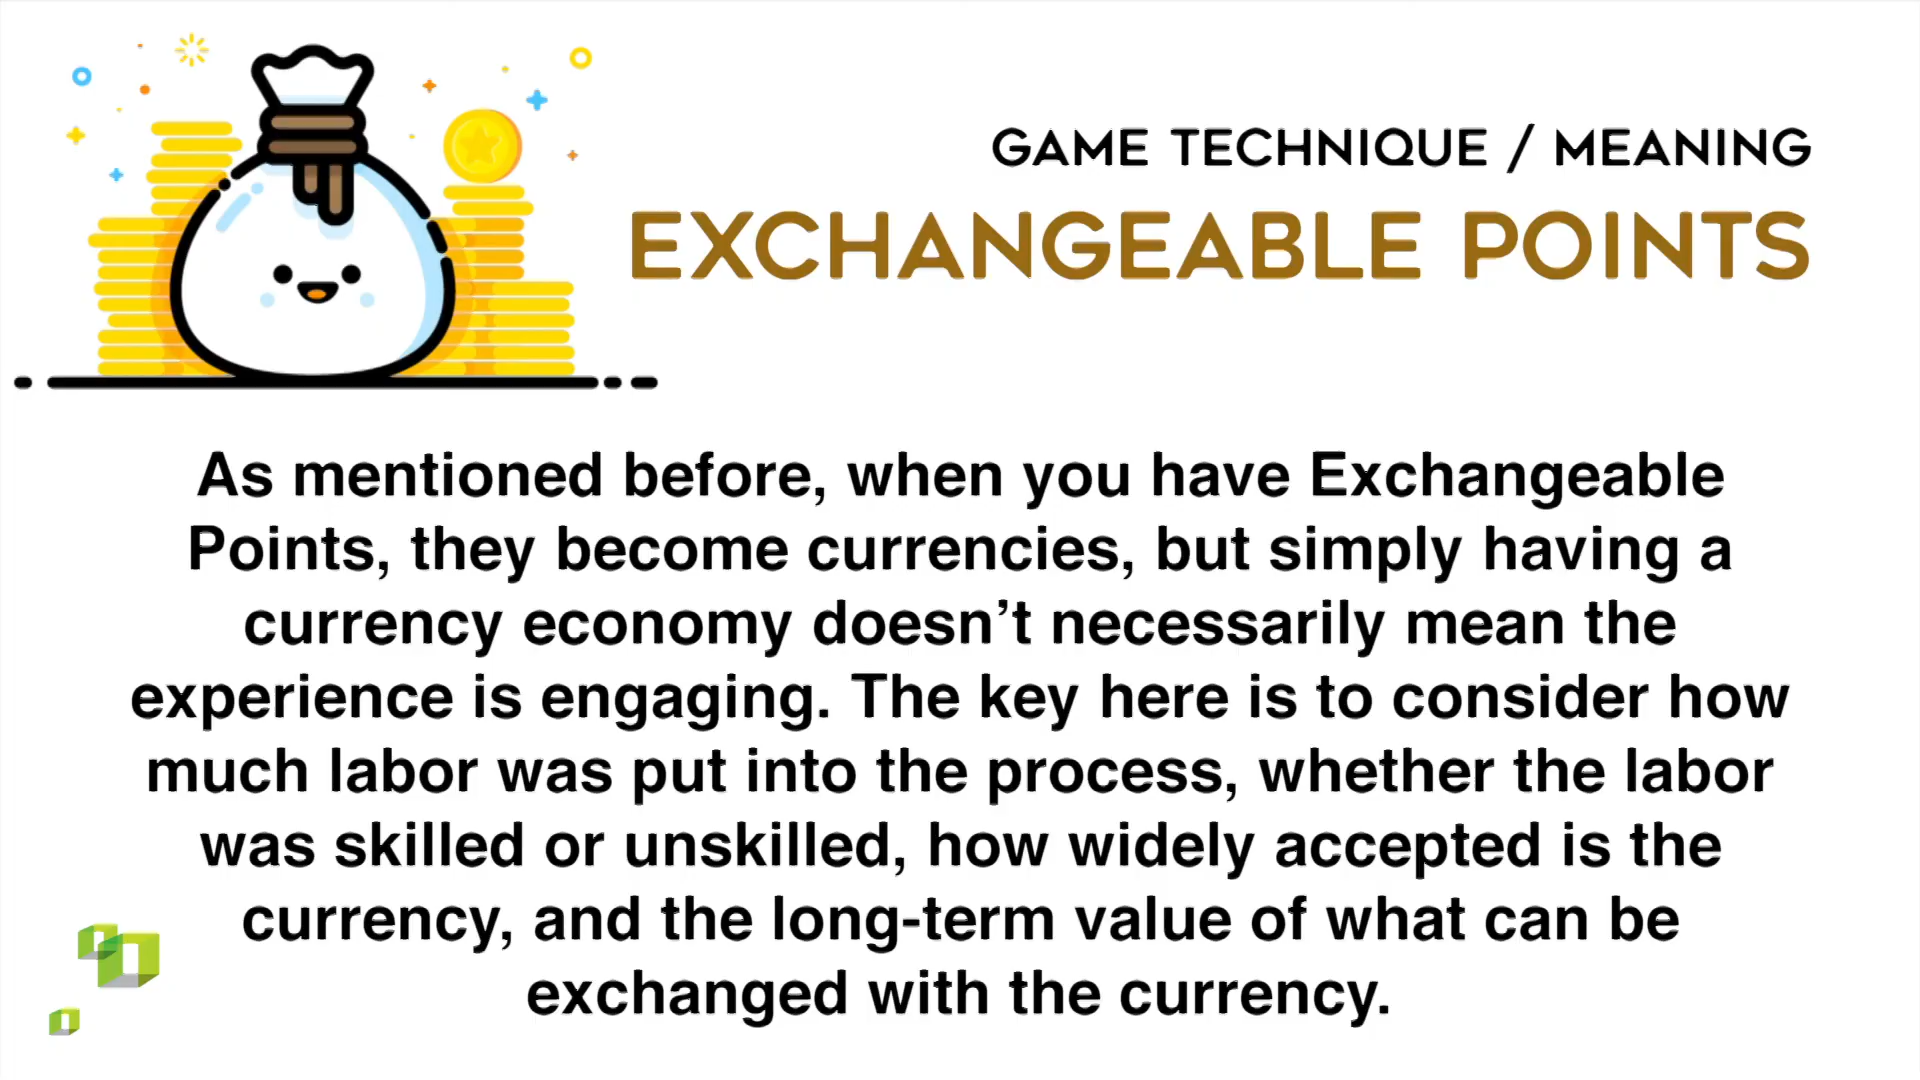 GAME TECHNIQUE / MEANING
EXCHANGEABLE POINTS
As mentioned before, when you have Exchangeable
Points, they become currencies, but simply having a
currency economy doesn’t necessarily mean the
experience is engaging. The key here is to consider how
much labor was put into the process, whether the labor
was skilled or unskilled, how widely accepted is the
currency, and the long-term value of what can be
exchanged with the currency.